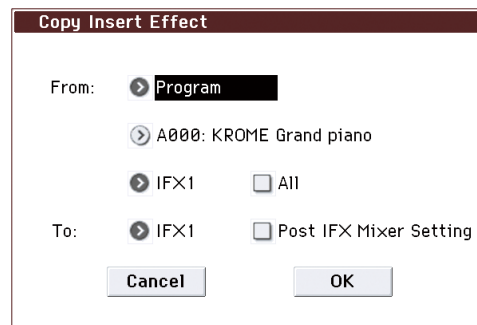 Copy Insert Effect
From: Program
A000: KROME Grand piano
IFX1 All
To: IFX1 Post IFX Mixer Setting
Cancel OK